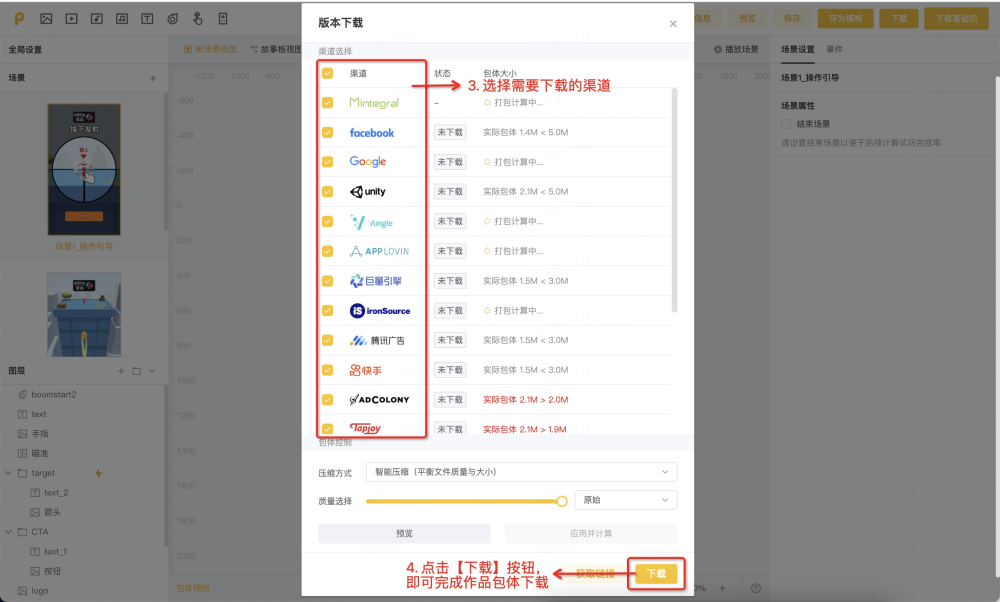 信息
预览
保存
存为模板
下载
下载基础包
全局设置
单场景视图
故事板视图
播放场景
场景设置
事件
场景
-1200
-1000
-800
1800
2000
-600
-400
-200
0
200
400
600
800
1000
1200
1400
1600
1800
2000
按下发射
场景1_操作引导
图层
boomstart2
text
手指
瞄准
target
text_2
箭头
CTA
text_1
按钮
logo
包体预估
版本下载
渠道选择
渠道
状态
包体大小
3. 选择需要下载的渠道
Mintegral
–
打包计算中...
facebook
未下载
实际包体 1.4M < 5.0M
Google
未下载
打包计算中...
unity
未下载
实际包体 2.1M < 5.0M
Vungle
未下载
打包计算中...
APPLOVIN
未下载
打包计算中...
巨量引擎
未下载
实际包体 1.5M < 3.0M
ironSource
未下载
打包计算中...
腾讯广告
未下载
实际包体 1.5M < 3.0M
快手
未下载
实际包体 1.5M < 3.0M
ADCOLONY
未下载
实际包体 2.1M > 2.0M
Tapjoy
未下载
实际包体 2.1M > 1.9M
包体控制
压缩方式
智能压缩（平衡文件质量与大小）
质量选择
原始
预览
应用并计算
4. 点击【下载】按钮,
即可完成作品包体下载
获取链接
下载
0%
场景1_操作引导
场景属性
结束场景
请设置结束场景以便于后续计算试玩完成率